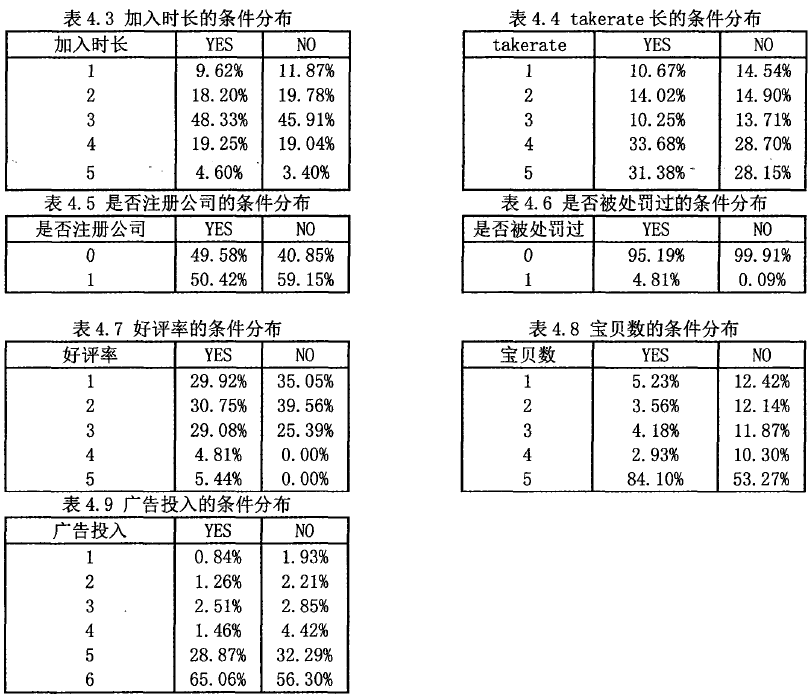 表4.3 加入时长的条件分布
加入时长 YES NO
1 9.62% 11.87%
2 18.20% 19.78%
3 48.33% 45.91%
4 19.25% 19.04%
5 4.60% 3.40%
表4.4 takerate长的条件分布
takerate YES NO
1 10.67% 14.54%
2 14.02% 14.90%
3 10.25% 13.71%
4 33.68% 28.70%
5 31.38% 28.15%
表4.5 是否注册公司的条件分布
是否注册公司 YES NO
0 49.58% 40.85%
1 50.42% 59.15%
表4.6 是否被处罚过的条件分布
是否被处罚过 YES NO
0 95.19% 99.91%
1 4.81% 0.09%
表4.7 好评率的条件分布
好评率 YES NO
1 29.92% 35.05%
2 30.75% 39.56%
3 29.08% 25.39%
4 4.81% 0.00%
5 5.44% 0.00%
表4.8 宝贝数的条件分布
宝贝数 YES NO
1 5.23% 12.42%
2 3.56% 12.14%
3 4.18% 11.87%
4 2.93% 10.30%
5 84.10% 53.27%
表4.9 广告投入的条件分布
广告投入 YES NO
1 0.84% 1.93%
2 1.26% 2.21%
3 2.51% 2.85%
4 1.46% 4.42%
5 28.87% 32.29%
6 65.06% 56.30%